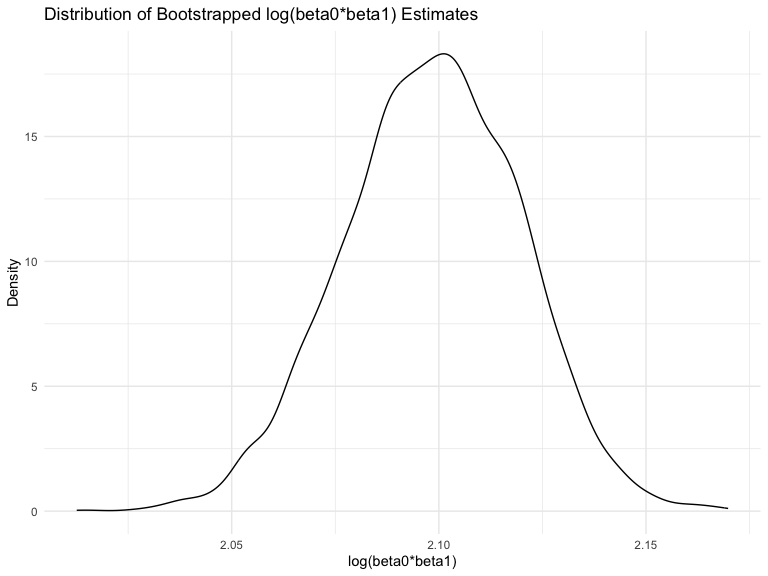 Distribution of Bootstrapped log(beta0*beta1) Estimates
Density
15
10
5
0
2.05 2.10 2.15
log(beta0*beta1)